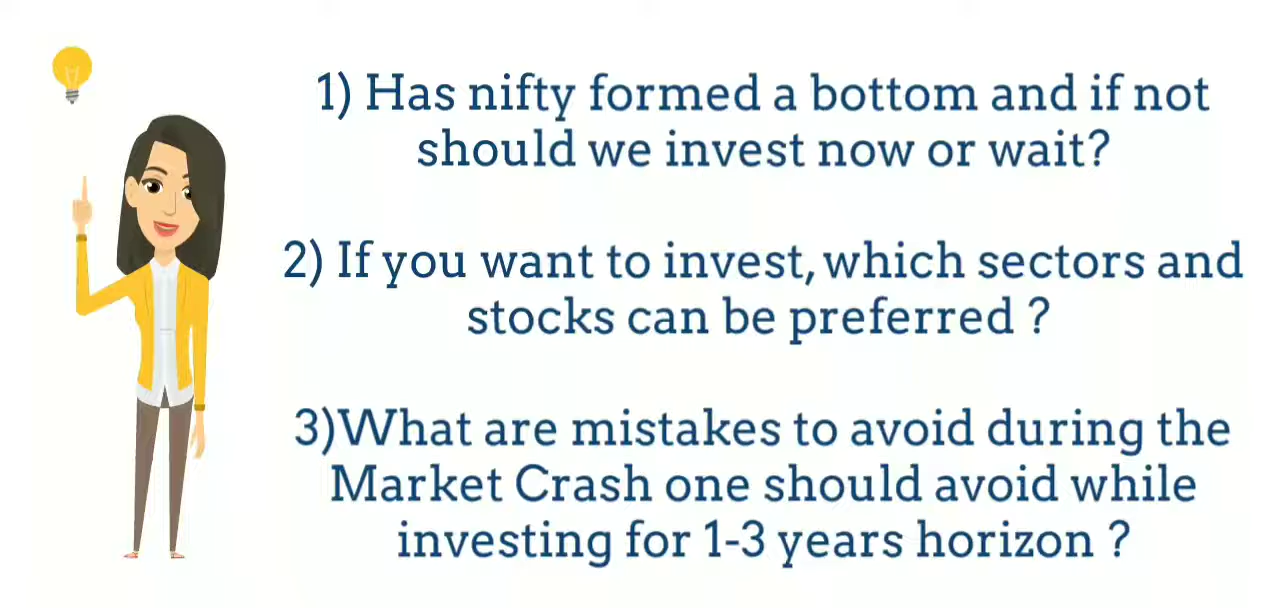 1) Has nifty formed a bottom and if not
should we invest now or wait?
2) If you want to invest, which sectors and
stocks can be preferred ?
3)What are mistakes to avoid during the
Market Crash one should avoid while
investing for 1-3 years horizon ?